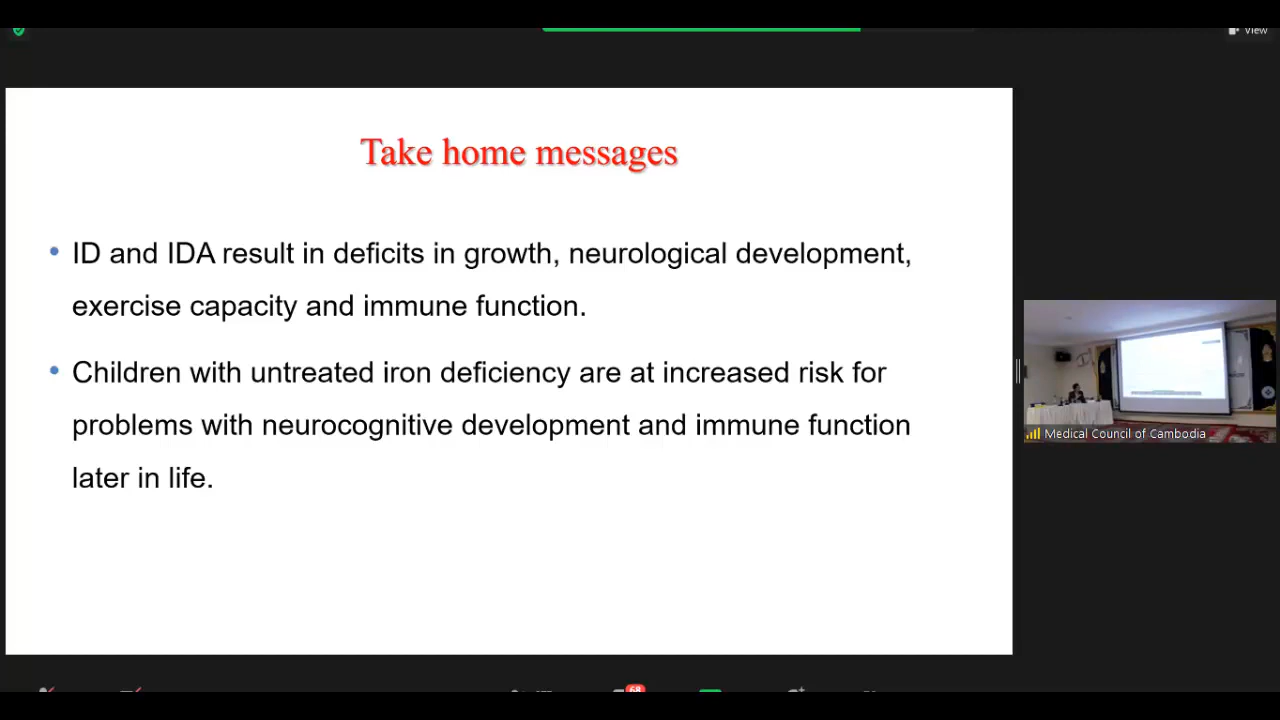 View
Take home messages
• ID and IDA result in deficits in growth, neurological development,
exercise capacity and immune function.
• Children with untreated iron deficiency are at increased risk for
problems with neurocognitive development and immune function
later in life.
Medical Council of Cambodia
68